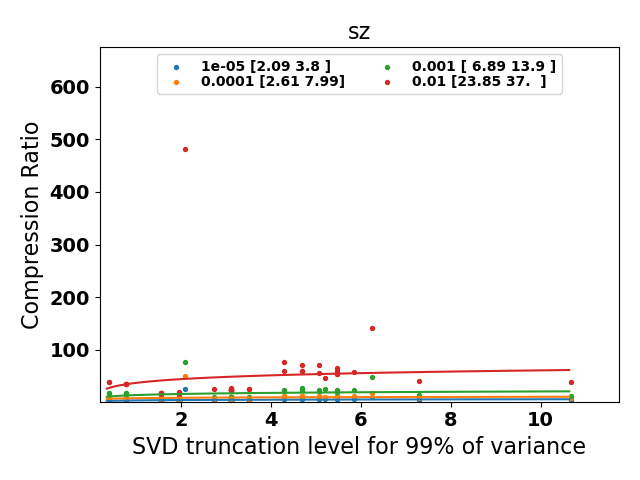 sz
1e-05 [2.09 3.8 ]
0.0001 [2.61 7.99]
0.001 [ 6.89 13.9 ]
0.01 [23.85 37.  ]
Compression Ratio
600
500
400
300
200
100
2 4 6 8 10
SVD truncation level for 99% of variance